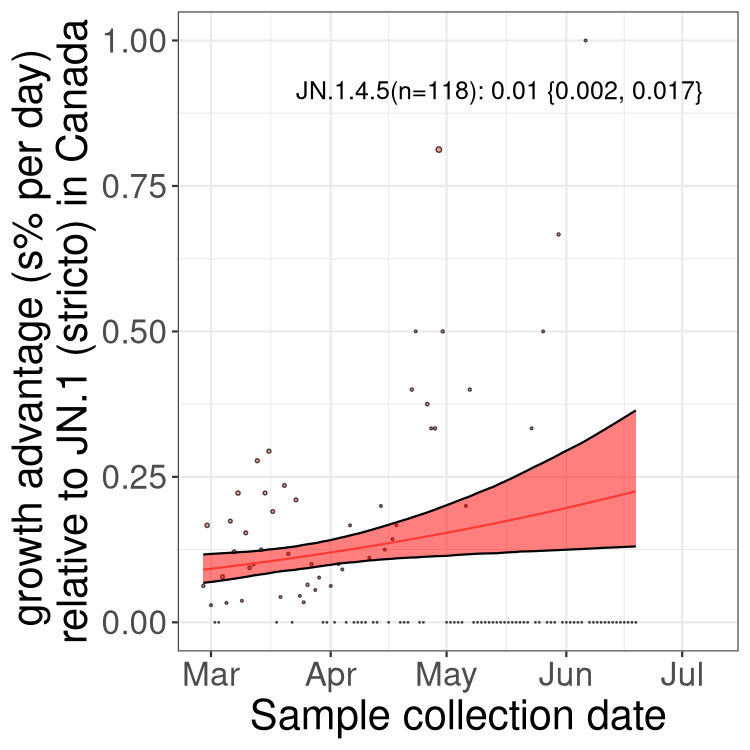 growth advantage (s% per day)
relative to JN.1 (stricto) in Canada
1.00
0.75
0.50
0.25
0.00
JN.1.4.5(n=118): 0.01 {0.002, 0.017}
Mar Apr May Jun Jul
Sample collection date